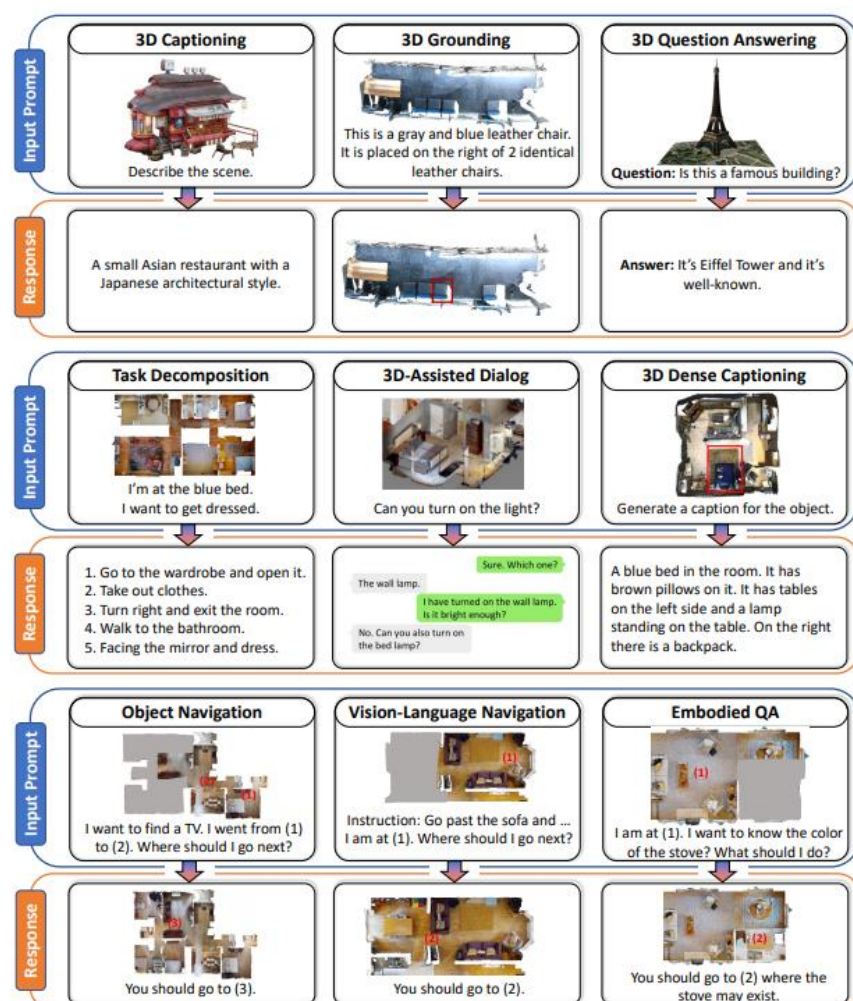 3D Captioning
3D Grounding
3D Question Answering
Input Prompt
Describe the scene.
This is a gray and blue leather chair.
It is placed on the right of 2 identical
leather chairs.
Question: Is this a famous building?
Response
A small Asian restaurant with a
Japanese architectural style.
Answer: It's Eiffel Tower and it's
well-known.
Task Decomposition
3D-Assisted Dialog
3D Dense Captioning
Input Prompt
I'm at the blue bed.
I want to get dressed.
Can you turn on the light?
Generate a caption for the object.
Response
1. Go to the wardrobe and open it.
2. Take out clothes.
3. Turn right and exit the room.
4. Walk to the bathroom.
5. Facing the mirror and dress.
Sure. Which one?
The wall lamp.
I have turned on the wall lamp.
Is it bright enough?
No. Can you also turn on
the bed lamp?
A blue bed in the room. It has
brown pillows on it. It has tables
on the left side and a lamp
standing on the table. On the right
there is a backpack.
Object Navigation
Vision-Language Navigation
Embodied QA
Input Prompt
(2)
(1)
I want to find a TV. I went from (1)
to (2). Where should I go next?
(1)
Instruction: Go past the sofa and ...
I am at (1). Where should I go next?
(1)
I am at (1). I want to know the color
of the stove? What should I do?
Response
(3)
You should go to (3).
(2)
You should go to (2).
(2)
You should go to (2) where the
stove may exist.